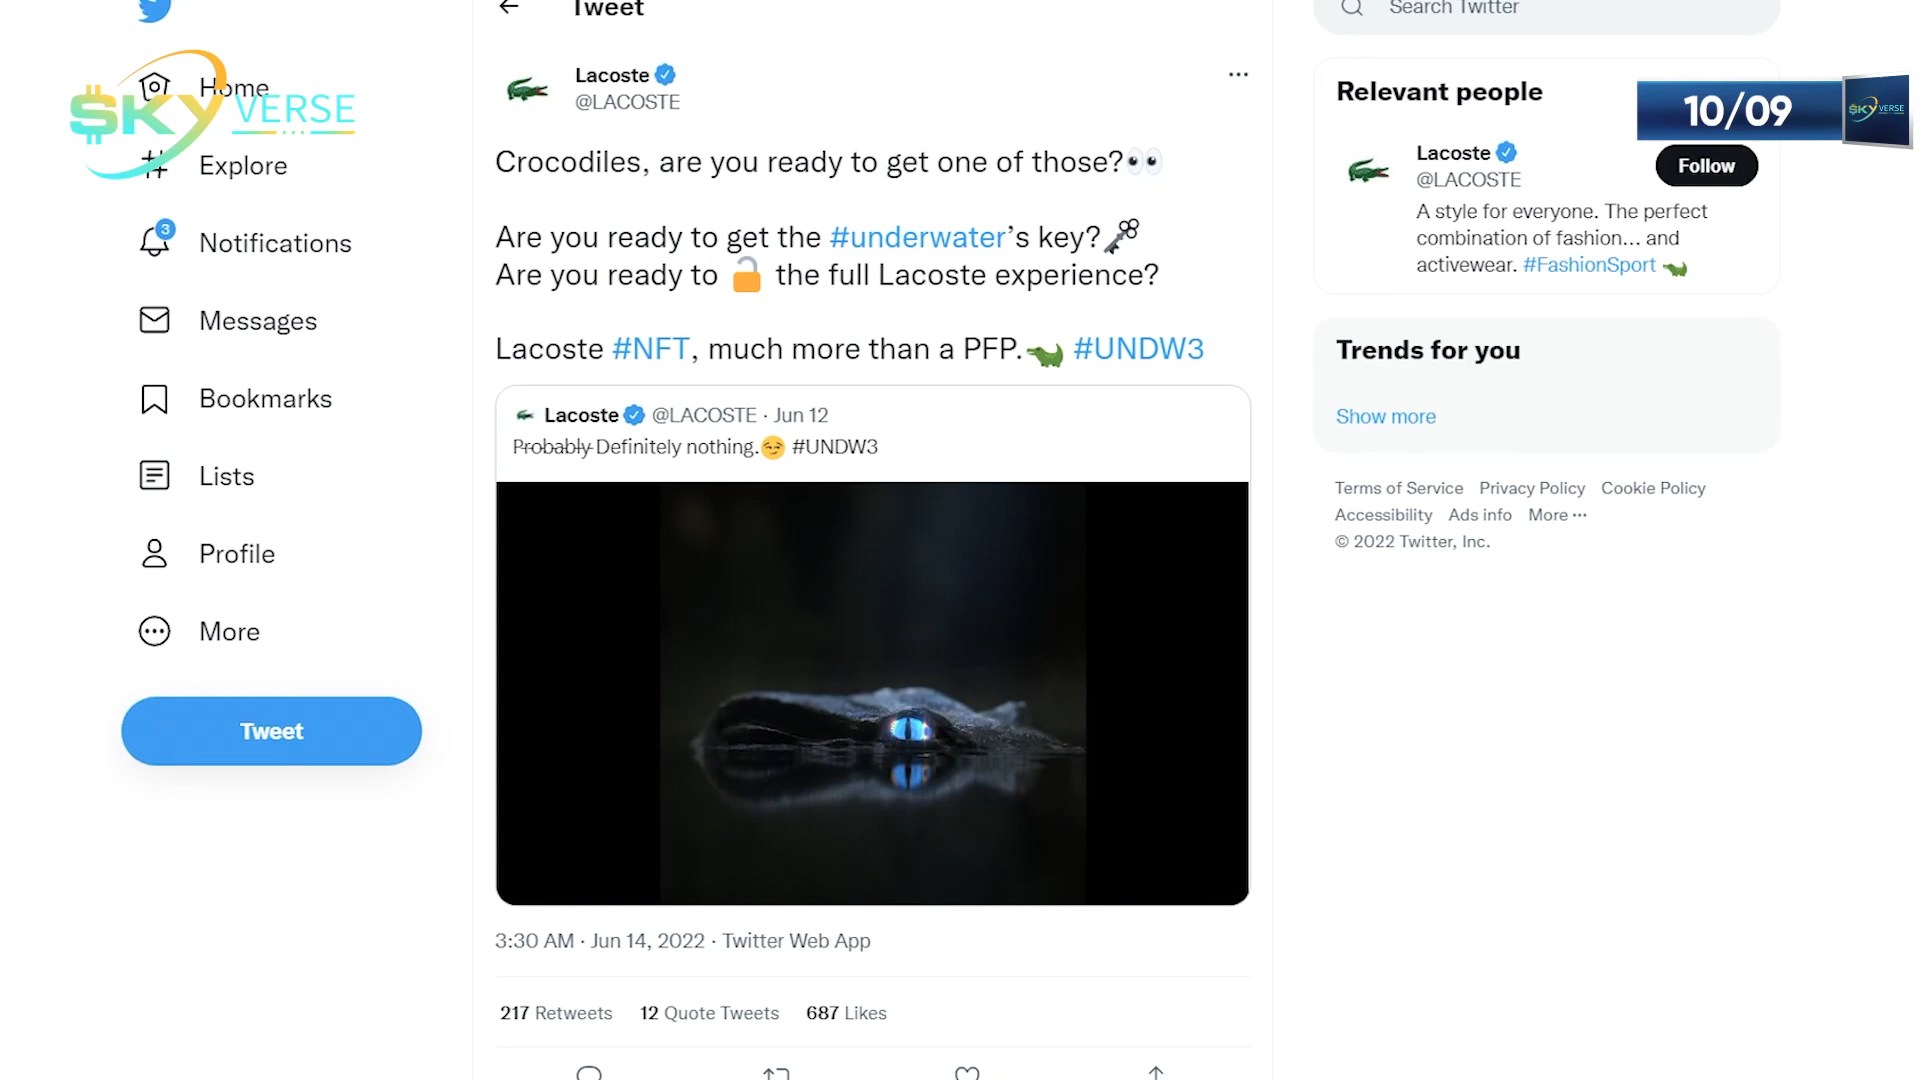 Tweet
Search Twitter
$KY VERSE
Home
Explore
3
Notifications
Messages
Bookmarks
Lists
Profile
More
Tweet
Lacoste
@LACOSTE
Crocodiles, are you ready to get one of those?👀
Are you ready to get the #underwater's key?🗝
Are you ready to 🔓 the full Lacoste experience?
Lacoste #NFT, much more than a PFP.🐊 #UNDW3
Lacoste @LACOSTE · Jun 12
Probably Definitely nothing.😏 #UNDW3
3:30 AM · Jun 14, 2022 · Twitter Web App
217 Retweets 12 Quote Tweets 687 Likes
Relevant people
10/09
$KY VERSE
Lacoste
@LACOSTE
Follow
A style for everyone. The perfect
combination of fashion… and
activewear. #FashionSport 🐊
Trends for you
Show more
Terms of Service Privacy Policy Cookie Policy
Accessibility Ads info More ···
© 2022 Twitter, Inc.